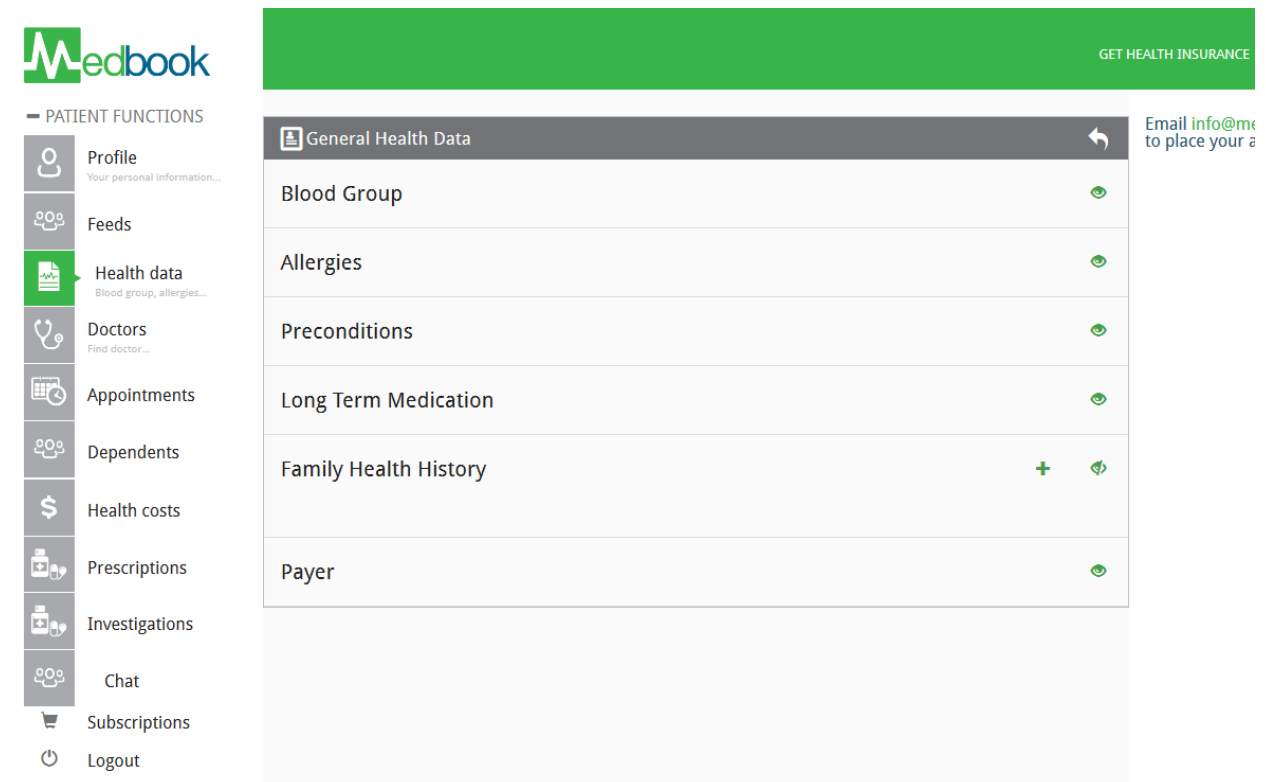 Medbook
GET HEALTH INSURANCE
PATIENT FUNCTIONS
Profile
Your personal information...
Feeds
Health data
Blood group, allergies...
Doctors
Find doctor...
Appointments
Dependents
Health costs
Prescriptions
Investigations
Chat
Subscriptions
Logout
General Health Data
Blood Group
Allergies
Preconditions
Long Term Medication
Family Health History
Payer
Email info@me
to place your a